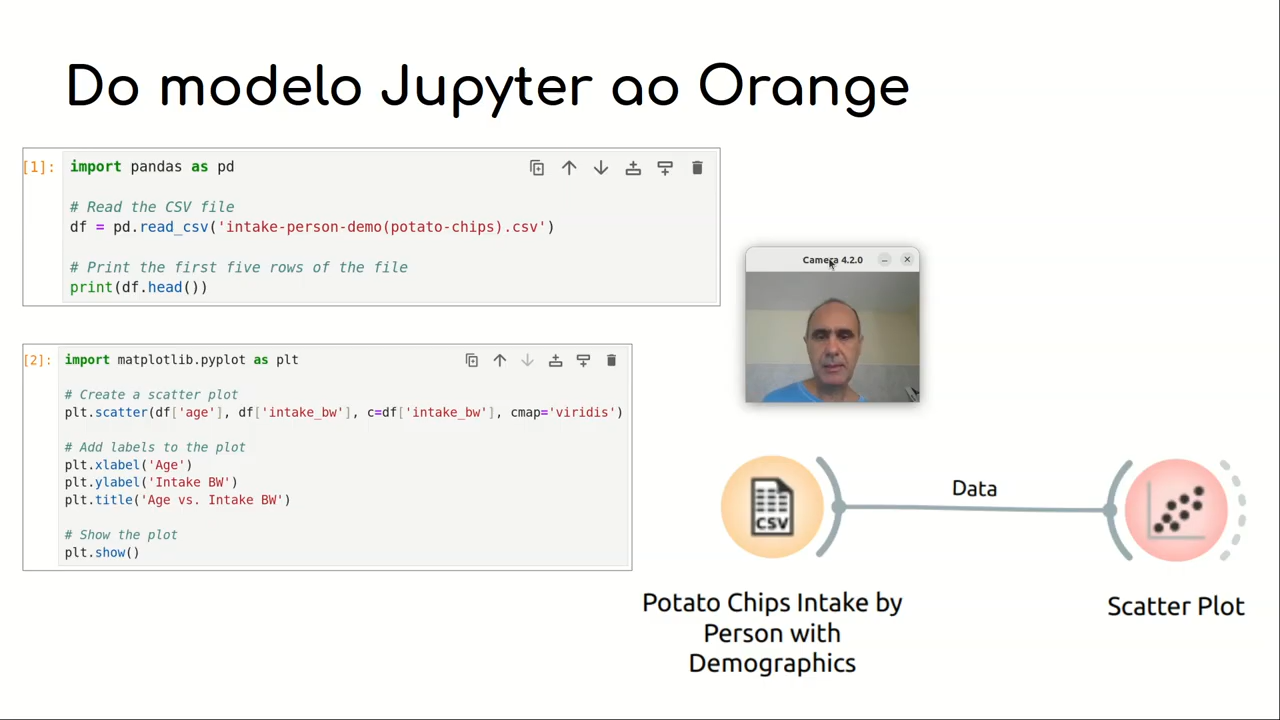 Do modelo Jupyter ao Orange
[1]: import pandas as pd
# Read the CSV file
df = pd.read_csv('intake-person-demo(potato-chips).csv')
# Print the first five rows of the file
print(df.head())
Camera 4.2.0
[2]: import matplotlib.pyplot as plt
# Create a scatter plot
plt.scatter(df['age'], df['intake_bw'], c=df['intake_bw'], cmap='viridis')
# Add labels to the plot
plt.xlabel('Age')
plt.ylabel('Intake BW')
plt.title('Age vs. Intake BW')
# Show the plot
plt.show()
CSV
Data
Potato Chips Intake by
Person with
Demographics
Scatter Plot